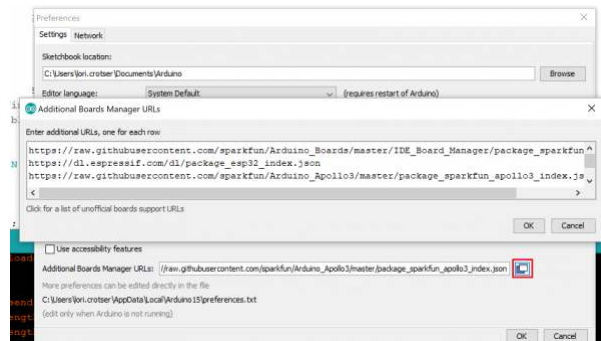 Preferences
Settings Network
Sketchbook location:
C:\Users\lori.crotser\Documents\Arduino
Browse
Editor language:
System Default
(requires restart of Arduino)
Additional Boards Manager URLs
Enter additional URLs, one for each row
https://raw.githubusercontent.com/sparkfun/Arduino_Boards/master/IDE_Board_Manager/package_sparkfun
https://dl.espressif.com/dl/package_esp32_index.json
https://raw.githubusercontent.com/sparkfun/Arduino_Apollo3/master/package_sparkfun_apollo3_index.js
Click for a list of unofficial boards support URLs
OK Cancel
Use accessibility features
Additional Boards Manager URLs: //raw.githubusercontent.com/sparkfun/Arduino_Apollo3/master/package_sparkfun_apollo3_index.json
More preferences can be edited directly in the file
C:\Users\lori.crotser\AppData\Local\Arduino15\preferences.txt
(edit only when Arduino is not running)
OK Cancel